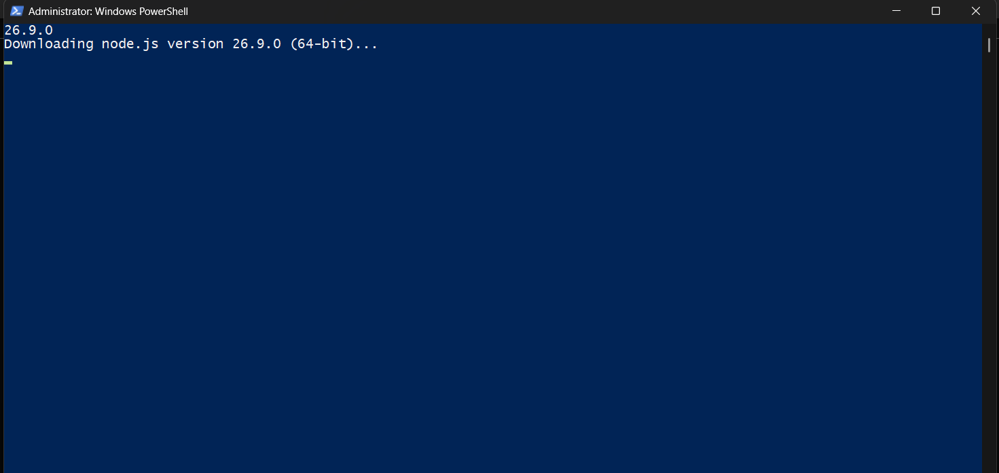 Administrator: Windows PowerShell
26.9.0
Downloading node.js version 26.9.0 (64-bit)...